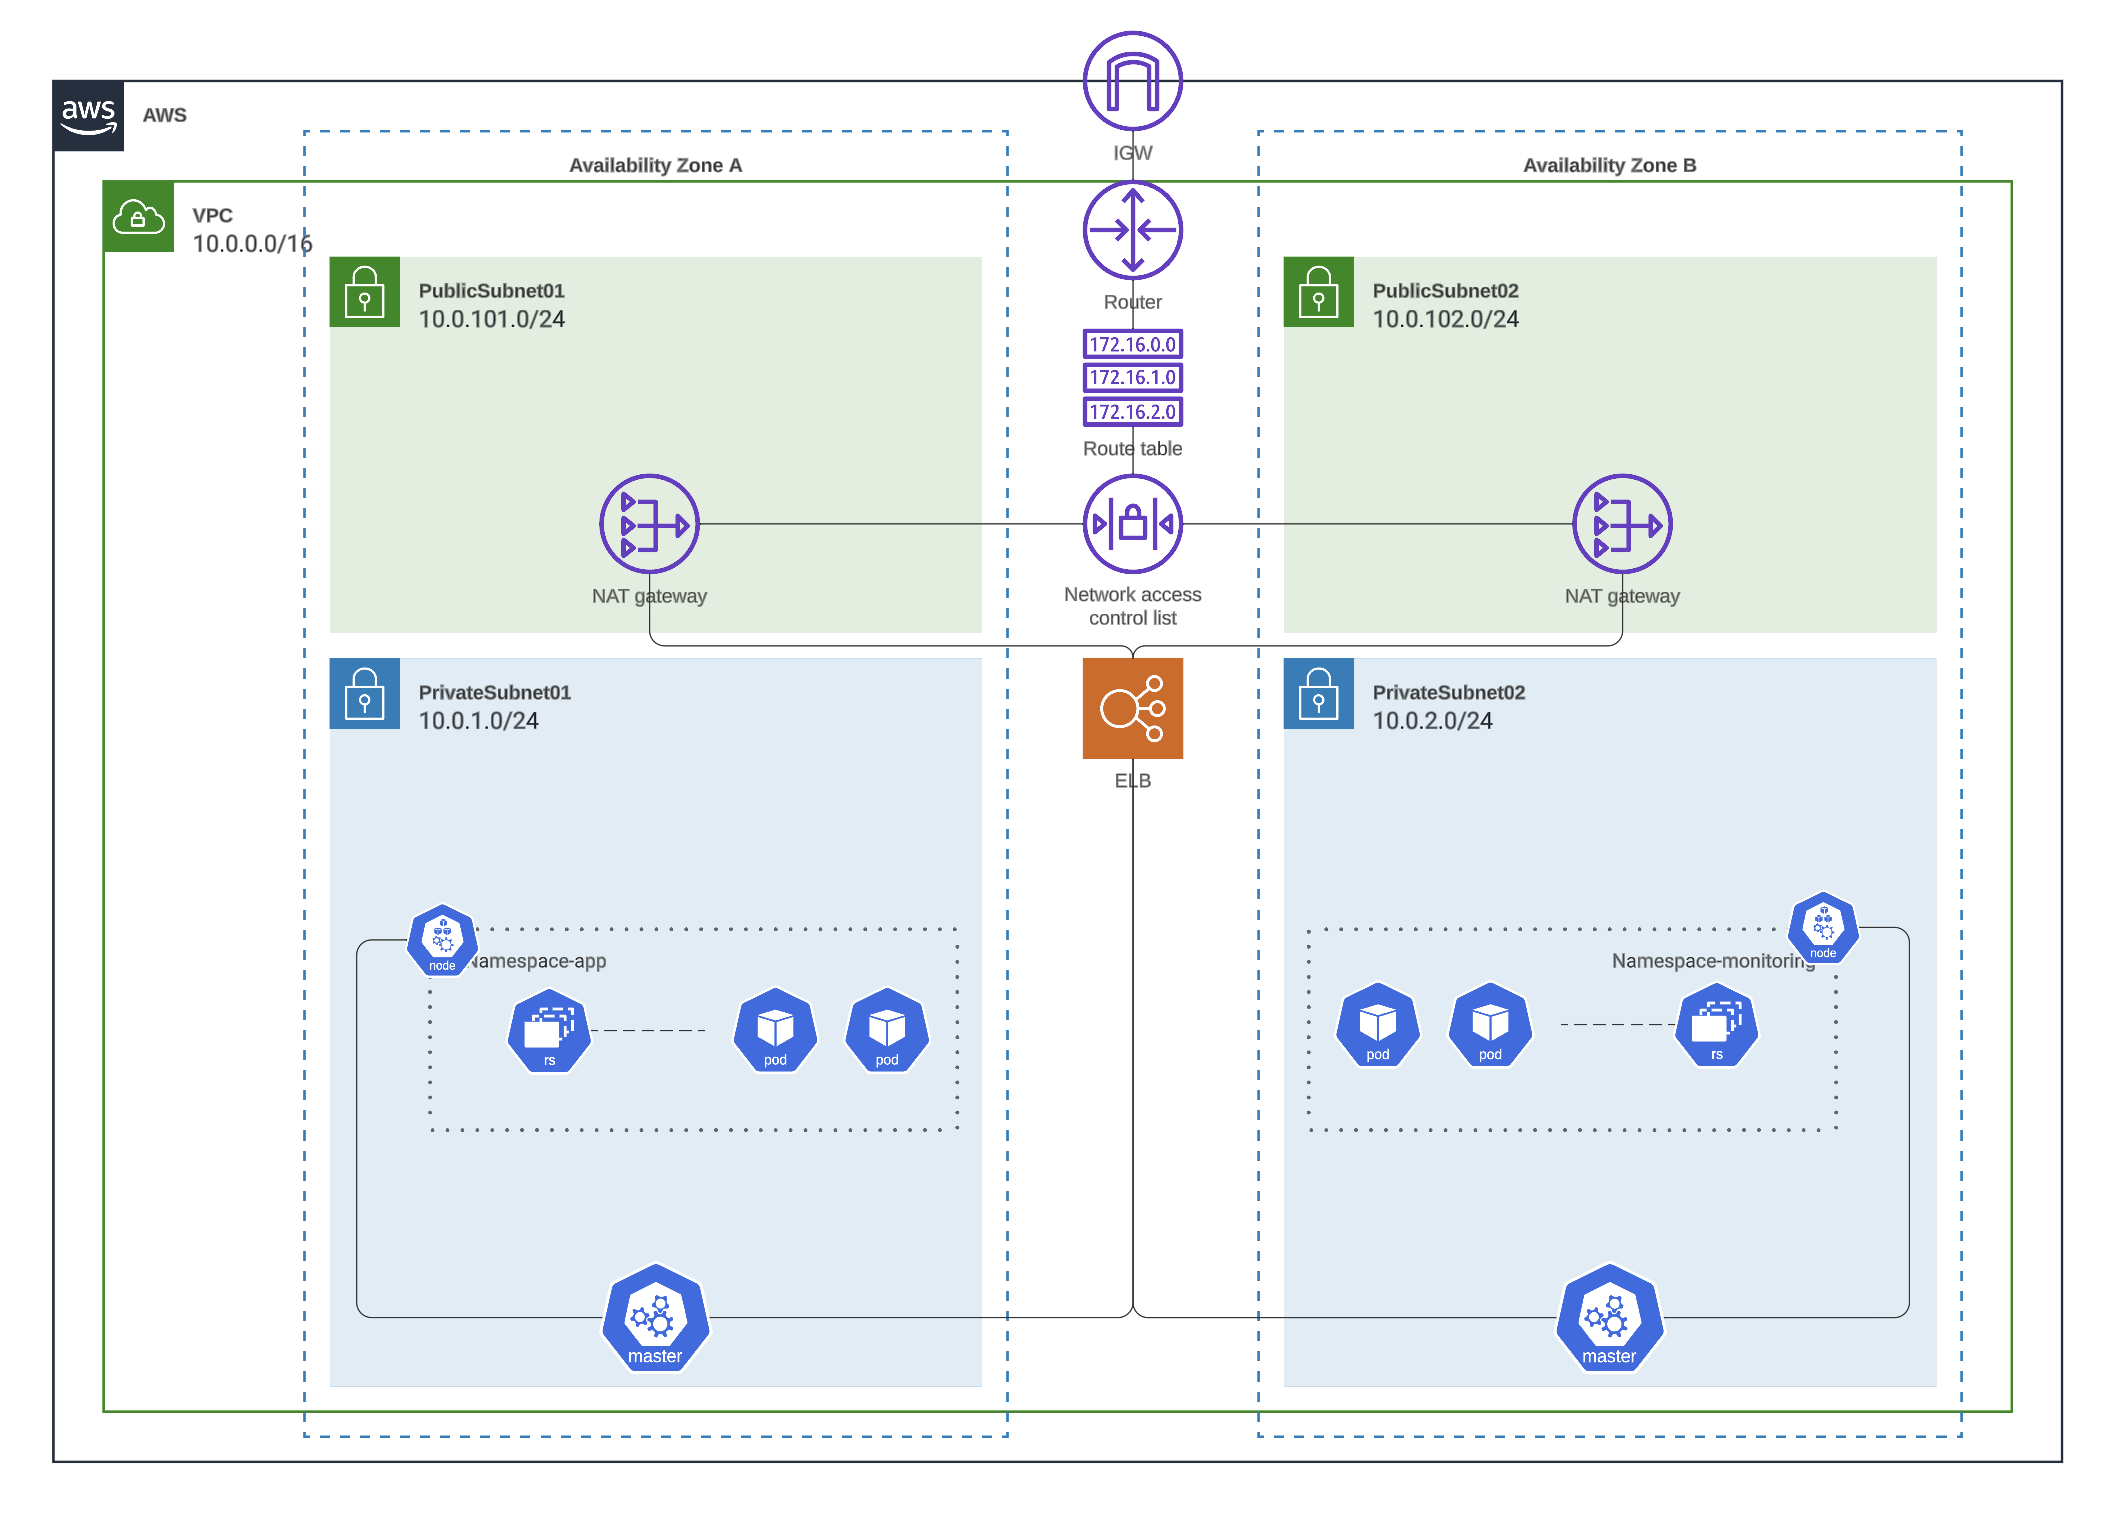 aws
AWS
IGW
Availability Zone A
Availability Zone B
VPC
10.0.0.0/16
PublicSubnet01
10.0.101.0/24
Router
PublicSubnet02
10.0.102.0/24
172.16.0.0
172.16.1.0
172.16.2.0
Route table
NAT gateway
Network access
control list
NAT gateway
PrivateSubnet01
10.0.1.0/24
ELB
PrivateSubnet02
10.0.2.0/24
node
Namespace-app
rs
pod
pod
node
Namespace-monitoring
pod
pod
rs
master
master